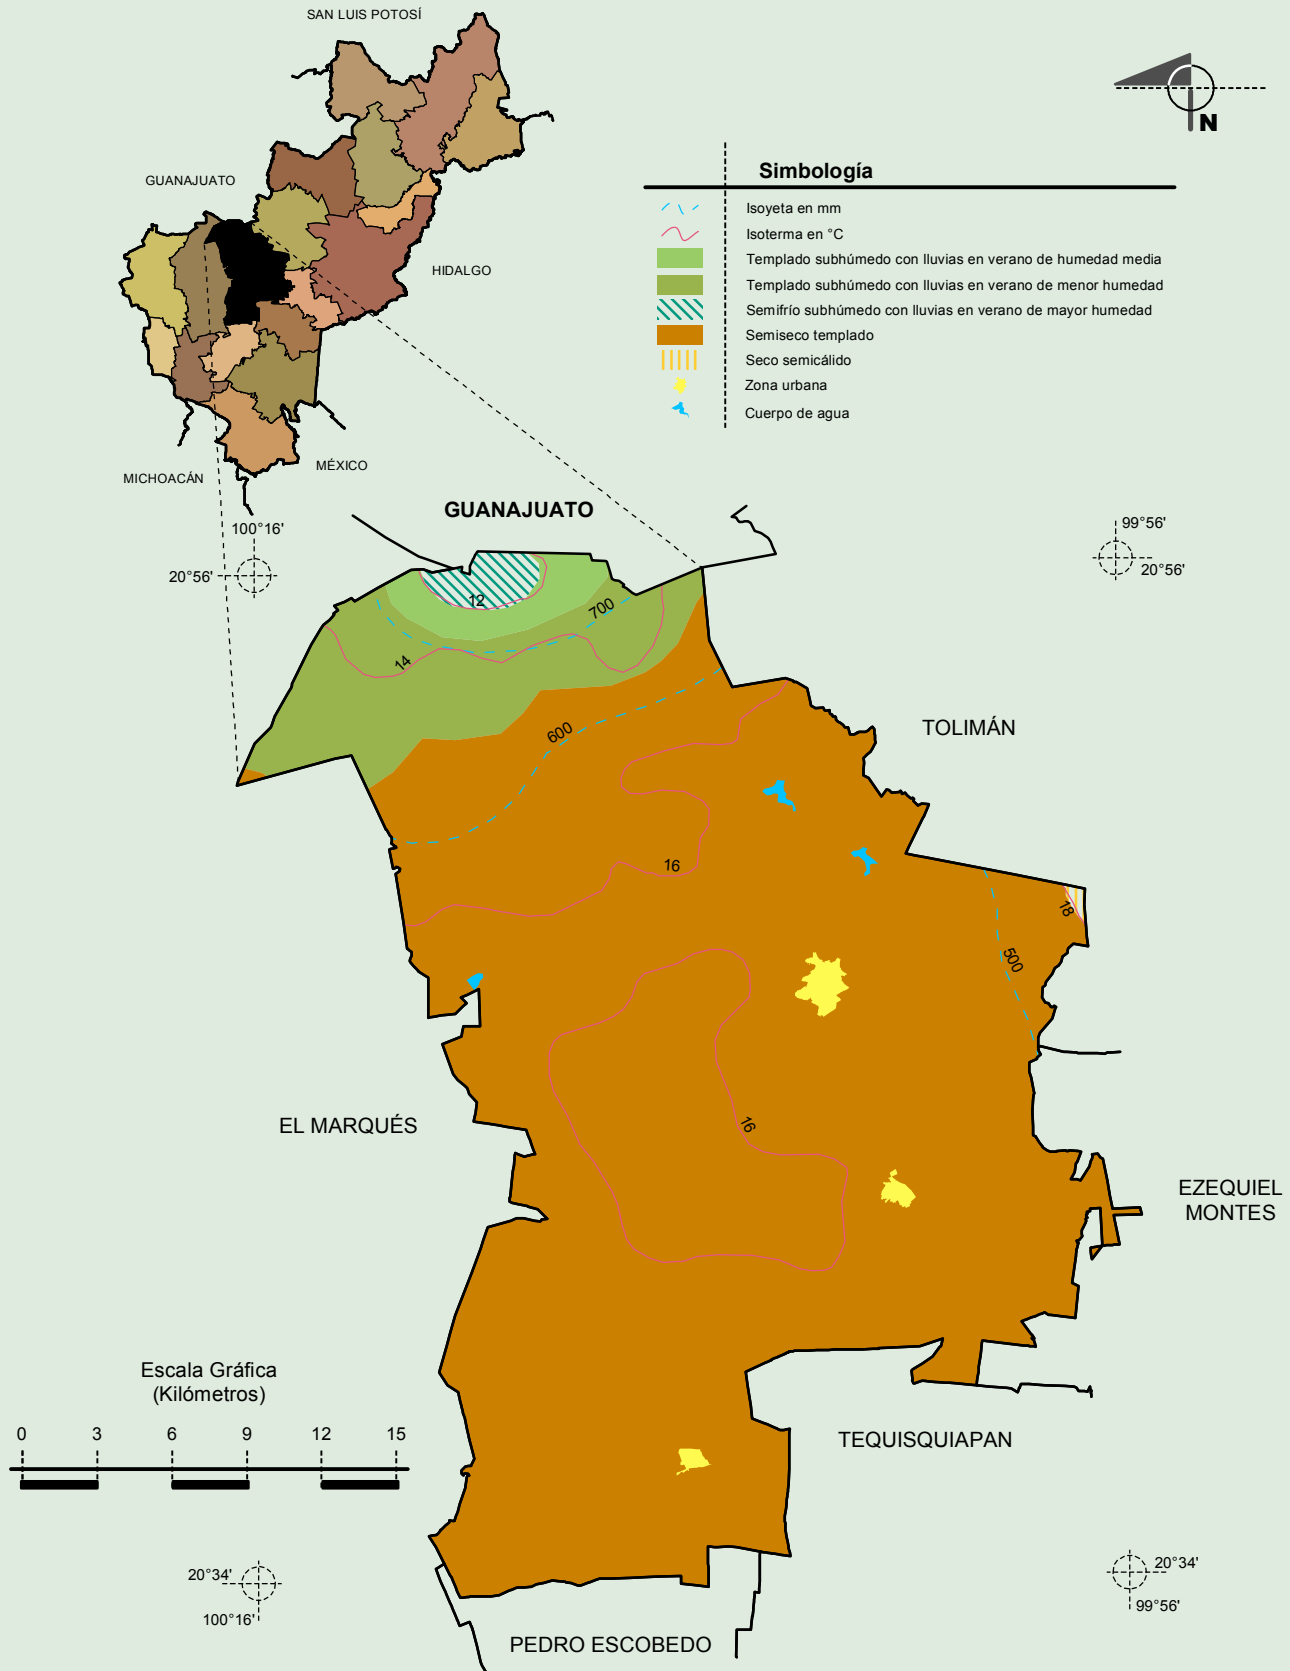 SAN LUIS POTOSÍ
GUANAJUATO
HIDALGO
MICHOACÁN
MÉXICO
N
Simbología
Isoyeta en mm
Isoterma en °C
Templado subhúmedo con lluvias en verano de humedad media
Templado subhúmedo con lluvias en verano de menor humedad
Semifrío subhúmedo con lluvias en verano de mayor humedad
Semiseco templado
Seco semicálido
Zona urbana
Cuerpo de agua
GUANAJUATO
100°16'
20°56'
99°56'
20°56'
12
700
14
600
TOLIMÁN
16
18
500
EL MARQUÉS
16
EZEQUIEL
MONTES
Escala Gráfica
(Kilómetros)
0 3 6 9 12 15
TEQUISQUIAPAN
20°34'
100°16'
20°34'
99°56'
PEDRO ESCOBEDO